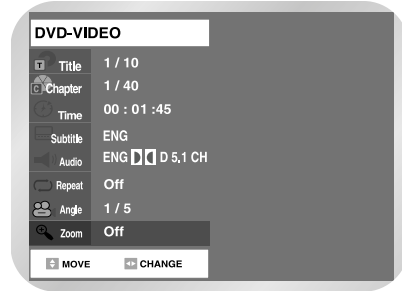 DVD-VIDEO
T Title 1 / 10
C Chapter 1 / 40
Time 00 : 01 :45
Subtitle ENG
Audio ENG D 5.1 CH
Repeat Off
Angle 1 / 5
Zoom Off
MOVE CHANGE